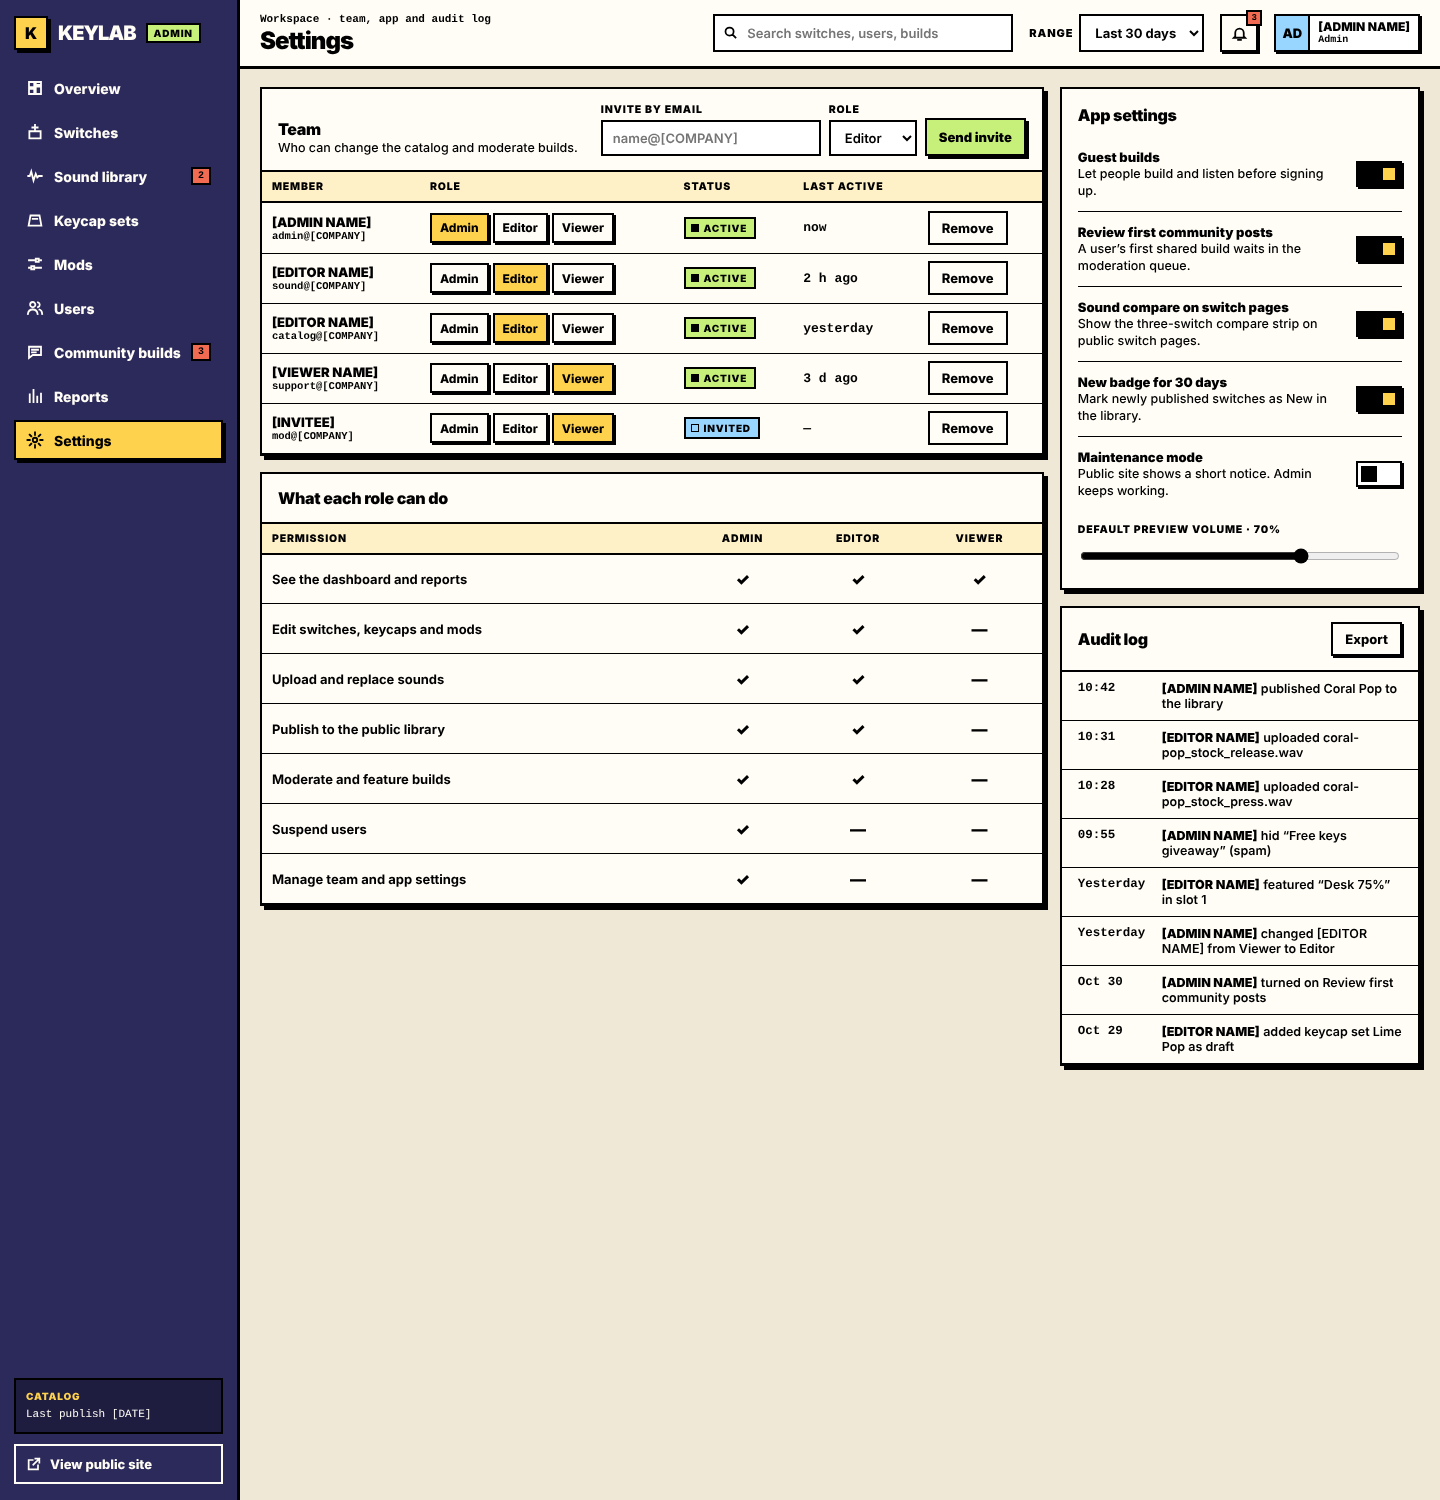 K KEYLAB ADMIN
Overview
Switches
Sound library 2
Keycap sets
Mods
Users
Community builds 3
Reports
Settings
CATALOG
Last publish [DATE]
View public site
Workspace · team, app and audit log
Settings
Search switches, users, builds
RANGE Last 30 days
3
AD [ADMIN NAME]
Admin
Team
Who can change the catalog and moderate builds.
INVITE BY EMAIL ROLE
name@[COMPANY] Editor Send invite
MEMBER ROLE STATUS LAST ACTIVE
[ADMIN NAME]
admin@[COMPANY]
Admin Editor Viewer ACTIVE now Remove
[EDITOR NAME]
sound@[COMPANY]
Admin Editor Viewer ACTIVE 2 h ago Remove
[EDITOR NAME]
catalog@[COMPANY]
Admin Editor Viewer ACTIVE yesterday Remove
[VIEWER NAME]
support@[COMPANY]
Admin Editor Viewer ACTIVE 3 d ago Remove
[INVITEE]
mod@[COMPANY]
Admin Editor Viewer INVITED — Remove
What each role can do
PERMISSION ADMIN EDITOR VIEWER
See the dashboard and reports ✓ ✓ ✓
Edit switches, keycaps and mods ✓ ✓ —
Upload and replace sounds ✓ ✓ —
Publish to the public library ✓ ✓ —
Moderate and feature builds ✓ ✓ —
Suspend users ✓ — —
Manage team and app settings ✓ — —
App settings
Guest builds
Let people build and listen before signing
up.
Review first community posts
A user’s first shared build waits in the
moderation queue.
Sound compare on switch pages
Show the three-switch compare strip on
public switch pages.
New badge for 30 days
Mark newly published switches as New in
the library.
Maintenance mode
Public site shows a short notice. Admin
keeps working.
DEFAULT PREVIEW VOLUME · 70%
Audit log Export
10:42 [ADMIN NAME] published Coral Pop to
the library
10:31 [EDITOR NAME] uploaded coral-
pop_stock_release.wav
10:28 [EDITOR NAME] uploaded coral-
pop_stock_press.wav
09:55 [ADMIN NAME] hid “Free keys
giveaway” (spam)
Yesterday [EDITOR NAME] featured “Desk 75%”
in slot 1
Yesterday [ADMIN NAME] changed [EDITOR
NAME] from Viewer to Editor
Oct 30 [ADMIN NAME] turned on Review first
community posts
Oct 29 [EDITOR NAME] added keycap set Lime
Pop as draft